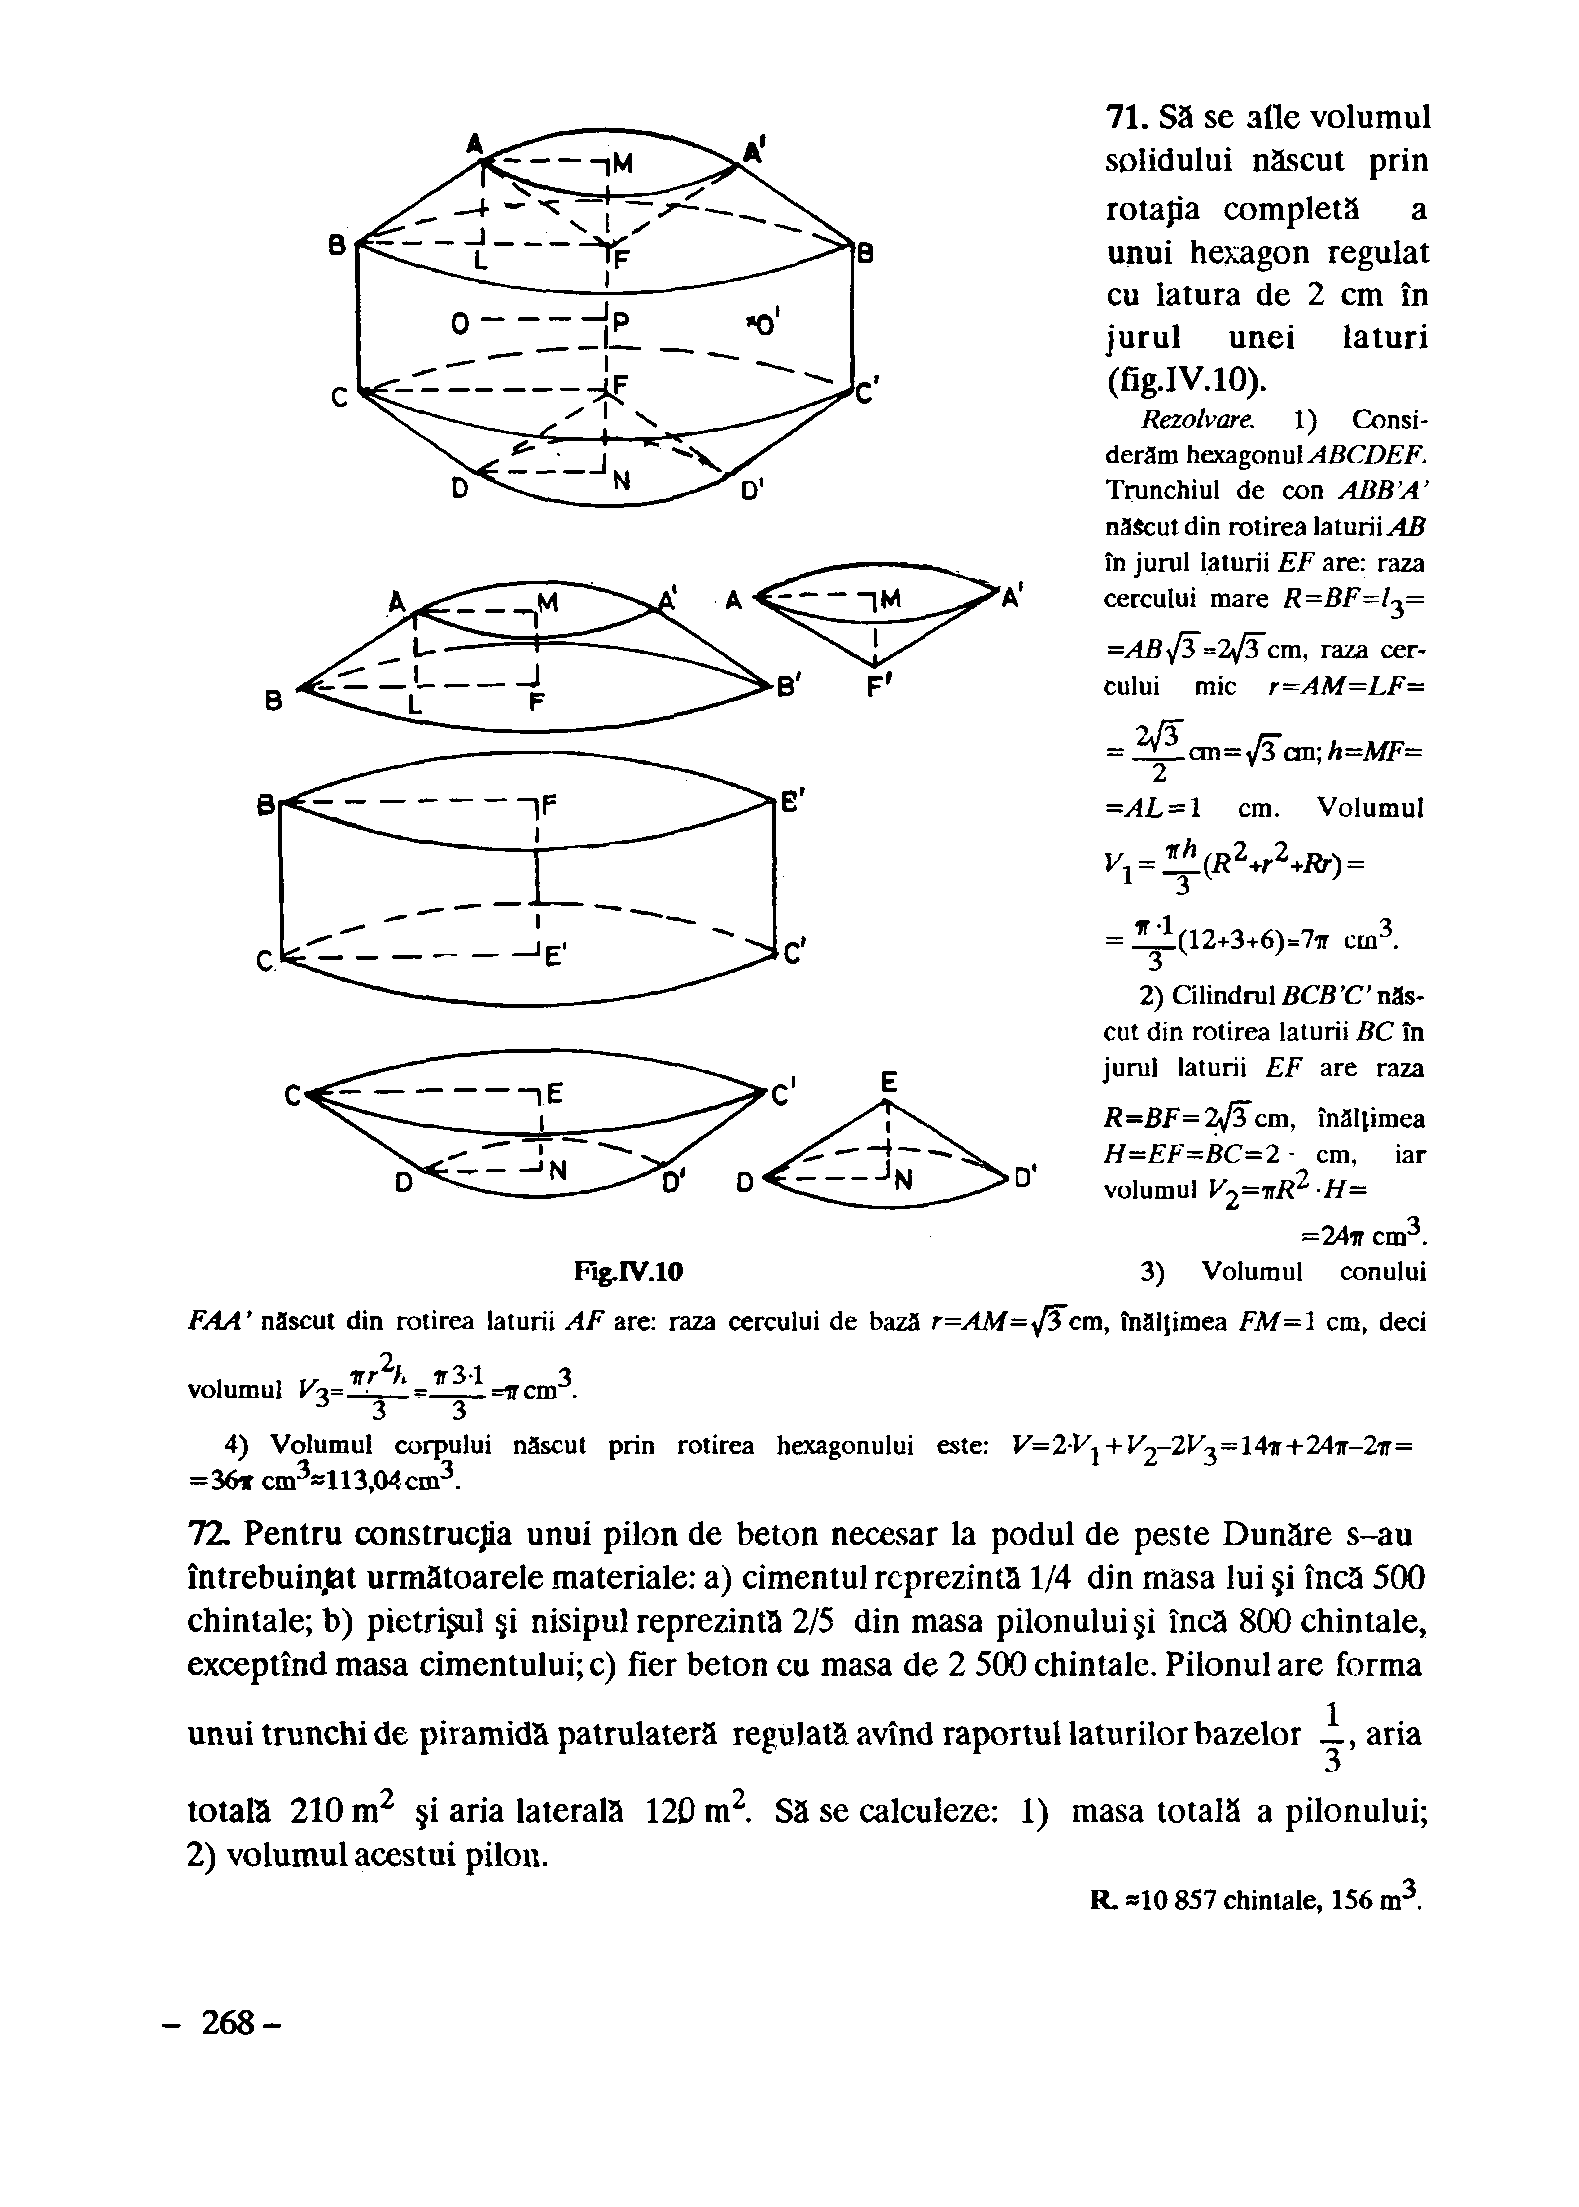 A A' M
B L F B
O P *O'
C F C'
D N D'
A M A' A M A'
B L F B' F'
B F E'
C E' C'
C E C' E
D N D' D N D'
Fig.IV.10
71. Să se afle volumul
solidului născut prin
rotaţia completă a
unui hexagon regulat
cu latura de 2 cm în
jurul unei laturi
(fig.IV.10).
Rezolvare. 1) Consi-
derăm hexagonul ABCDEF.
Trunchiul de con ABB'A'
născut din rotirea laturii AB
în jurul laturii EF are: raza
cercului mare R=BF=l₃=
=AB√3=2√3 cm, raza cer-
cului mic r=AM=LF=
= 2√3/2 cm=√3 cm; h=MF=
=AL=1 cm. Volumul
V₁= πh/3 (R²+r²+Rr)=
= π·1/3 (12+3+6)=7π cm³.
2) Cilindrul BCB'C' năs-
cut din rotirea laturii BC în
jurul laturii EF are raza
R=BF=2√3 cm, înălţimea
H=EF=BC=2 - cm, iar
volumul V₂=πR²·H=
=24π cm³.
3) Volumul conului
FAA' născut din rotirea laturii AF are: raza cercului de bază r=AM=√3 cm, înălţimea FM=1 cm, deci
volumul V₃= πr²h/3 = π3·1/3 =π cm³.
4) Volumul corpului născut prin rotirea hexagonului este: V=2·V₁+V₂–2V₃=14π+24π–2π=
=36π cm³≈113,04 cm³.
72. Pentru construcţia unui pilon de beton necesar la podul de peste Dunăre s–au
întrebuinţat următoarele materiale: a) cimentul reprezintă 1/4 din masa lui şi încă 500
chintale; b) pietrişul şi nisipul reprezintă 2/5 din masa pilonului şi încă 800 chintale,
exceptînd masa cimentului; c) fier beton cu masa de 2 500 chintale. Pilonul are forma
unui trunchi de piramidă patrulateră regulată avînd raportul laturilor bazelor 1/3, aria
totală 210 m² şi aria laterală 120 m². Să se calculeze: 1) masa totală a pilonului;
2) volumul acestui pilon.
R. ≈10 857 chintale, 156 m³.
– 268 –